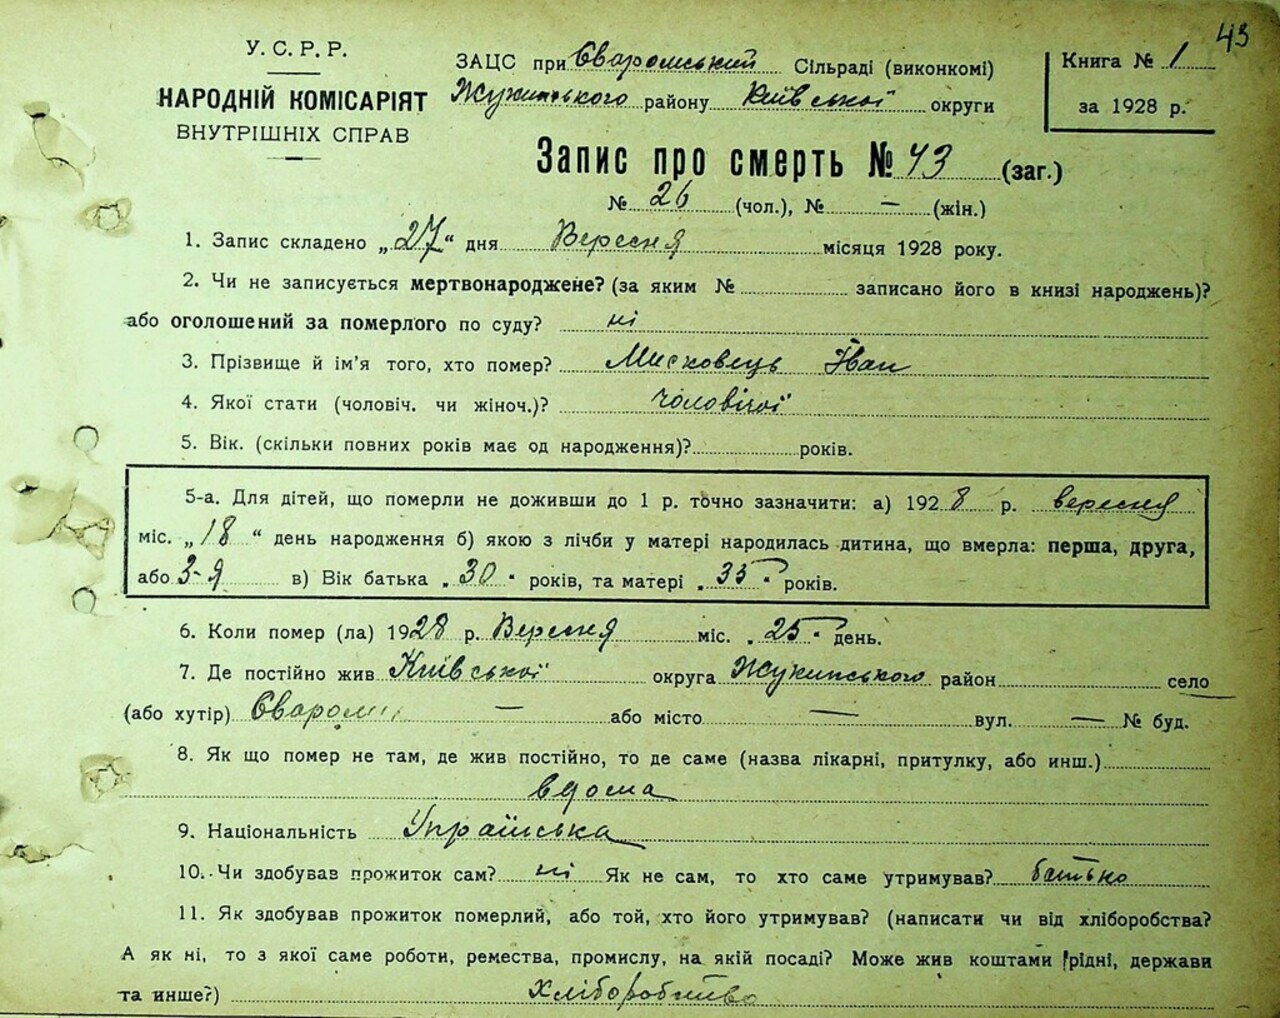 43
У. С. Р. Р.
НАРОДНІЙ КОМІСАРІЯТ
ВНУТРІШНІХ СПРАВ
ЗАЦС при Сваромський Сільраді (виконкомі)
Жукинського району Київської округи
Книга № 1
за 1928 р.
Запис про смерть № 43 (заг.)
№ 26 (чол.), № — (жін.)
1. Запис складено „27“ дня Вересня місяця 1928 року.
2. Чи не записується мертвонароджене? (за яким № записано його в книзі народжень)?
або оголошений за померлого по суду? ні
3. Прізвище й ім’я того, хто помер? Мисковець Іван
4. Якої стати (чоловіч. чи жіноч.)? чоловічої
5. Вік. (скільки повних років має од народження)? років.
5-а. Для дітей, що померли не доживши до 1 р. точно зазначити: а) 1928 р. вересня
міс. „18“ день народження б) якою з лічби у матері народилась дитина, що вмерла: перша, друга,
або 3-я в) Вік батька „30“ років, та матері „35“ років.
6. Коли помер (ла) 1928 р. Вересня міс. „25“ день.
7. Де постійно жив Київської округа Жукинського район село
(або хутір) Сваром — або місто — вул. — № буд.
8. Як що помер не там, де жив постійно, то де саме (назва лікарні, притулку, або инш.)
вдома
9. Національність Українська
10. Чи здобував прожиток сам? ні Як не сам, то хто саме утримував? батько
11. Як здобував прожиток померлий, або той, хто його утримував? (написати чи від хліборобства?
А як ні, то з якої саме роботи, ремества, промислу, на якій посаді? Може жив коштами рідні, держави
та инше?) Хліборобство